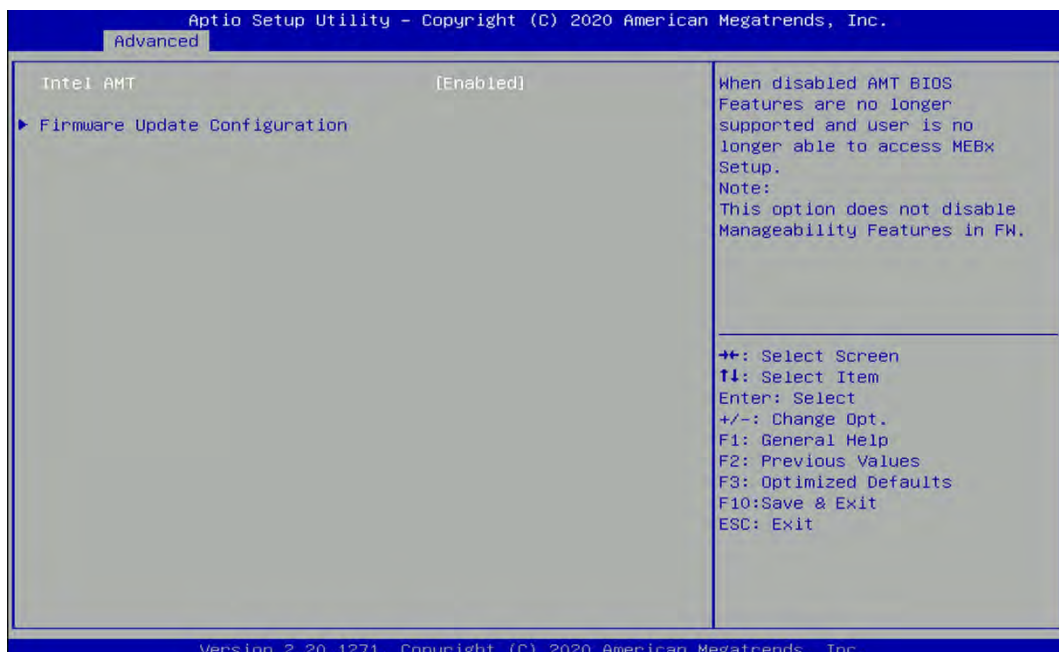 Aptio Setup Utility – Copyright (C) 2020 American Megatrends, Inc.
Advanced
Intel AMT [Enabled]
▶ Firmware Update Configuration
When disabled AMT BIOS
Features are no longer
supported and user is no
longer able to access MEBx
Setup.
Note:
This option does not disable
Manageability Features in FW.
→←: Select Screen
↑↓: Select Item
Enter: Select
+/-: Change Opt.
F1: General Help
F2: Previous Values
F3: Optimized Defaults
F10:Save & Exit
ESC: Exit
Version 2.20.1271. Copyright (C) 2020 American Megatrends, Inc.